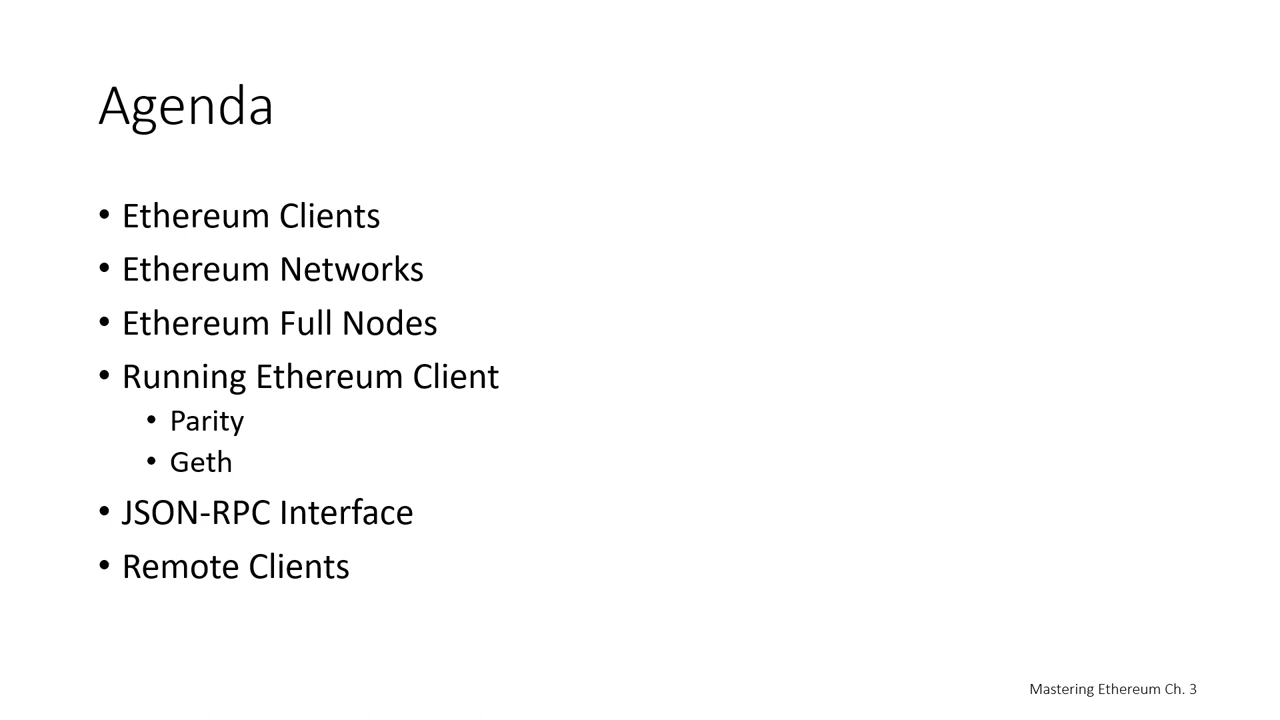 Agenda
• Ethereum Clients
• Ethereum Networks
• Ethereum Full Nodes
• Running Ethereum Client
• Parity
• Geth
• JSON-RPC Interface
• Remote Clients
Mastering Ethereum Ch. 3